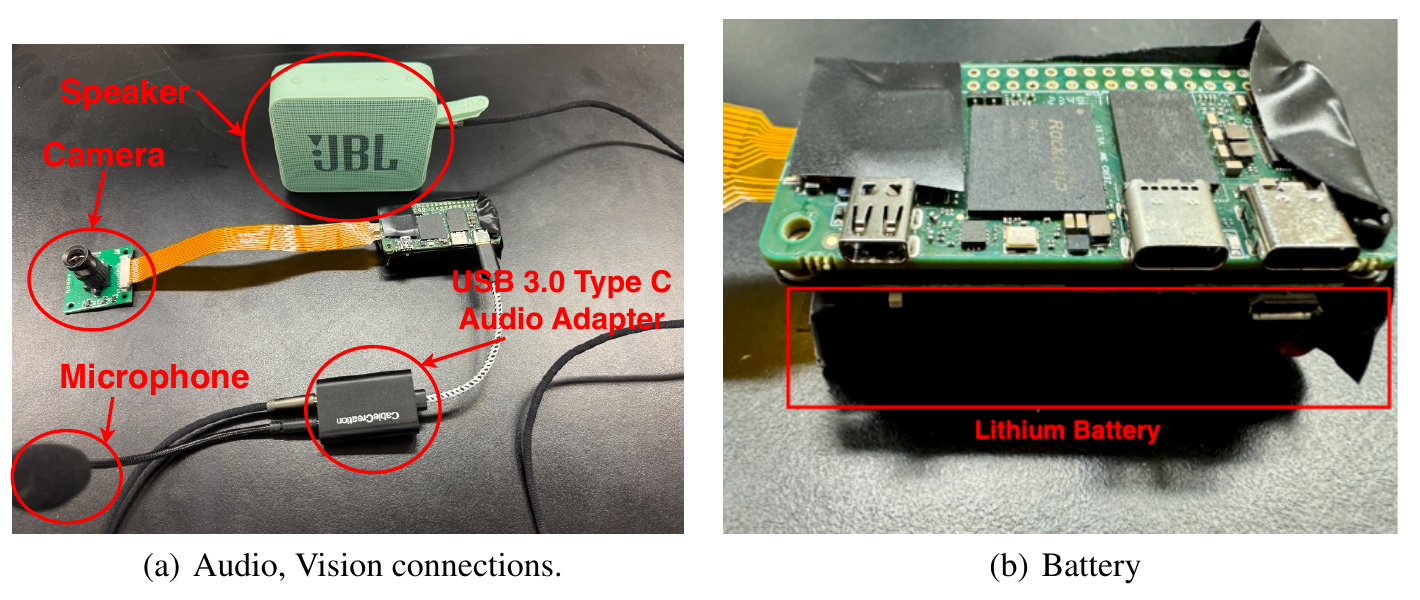 Speaker
JBL
Camera
USB 3.0 Type C
Audio Adapter
Microphone
CableCreation
Rockchip
Lithium Battery
(a) Audio, Vision connections.
(b) Battery